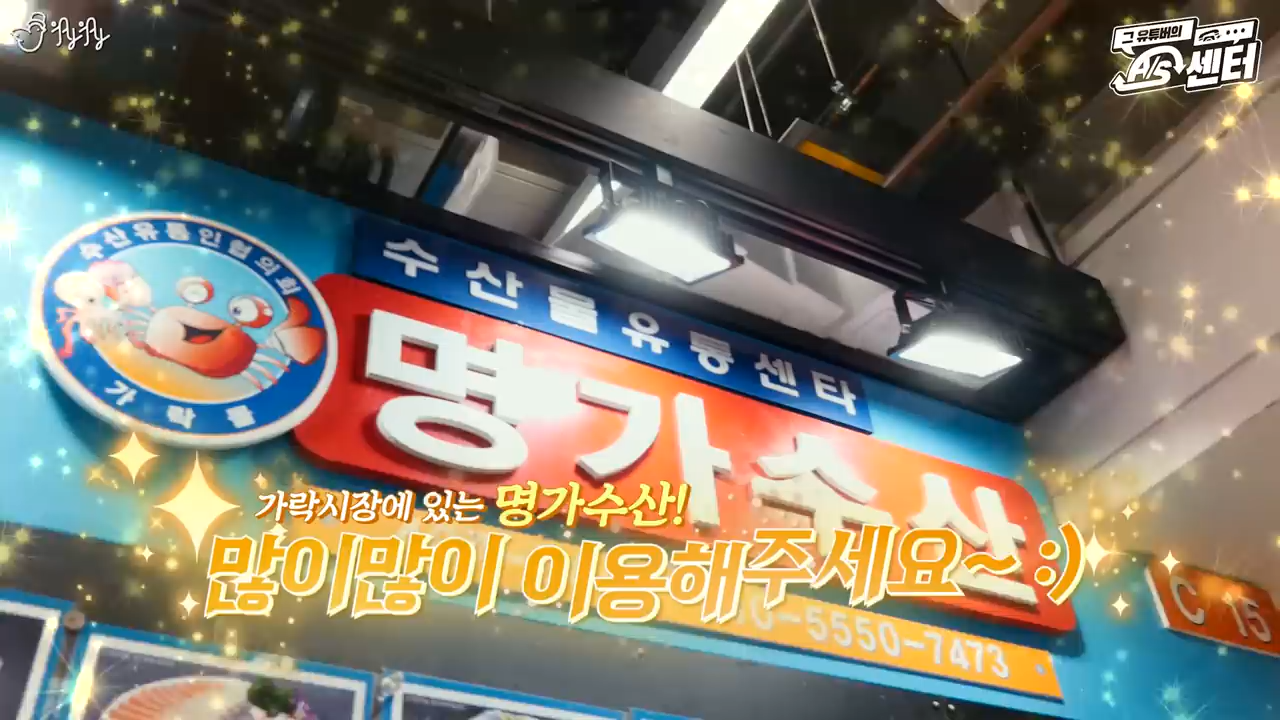 그 유튜버의
A/S 센터
수산유통인협의회
가락몰
수산물유통센타
명가수산
가락시장에 있는 명가수산!
많이많이 이용해주세요~ :)
-5550-7473
C 15